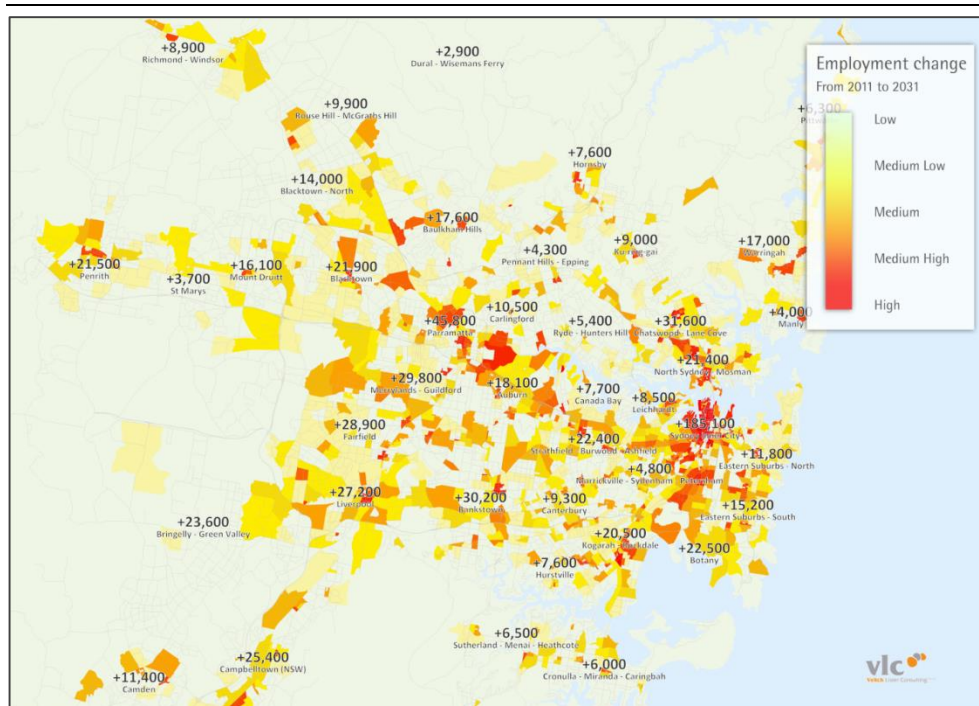 +8,900
Richmond - Windsor
+2,900
Dural - Wisemans Ferry
Employment change
From 2011 to 2031
Low
Medium Low
Medium
Medium High
High
+6,300
+9,900
Rouse Hill - McGraths Hill
+7,600
Hornsby
+14,000
Blacktown - North
+17,600
Baulkham Hills
+4,300
Pennant Hills - Epping
+9,000
Ku-ring-gai
+17,000
Warringah
+21,500
Penrith
+3,700
St Marys
+16,100
Mount Druitt
+21,900
Blacktown
+45,800
Parramatta
+10,500
Carlingford
+5,400
Ryde - Hunters Hill
+31,600
Chatswood - Lane Cove
+4,000
Manly
+21,400
North Sydney - Mosman
+29,800
Merrylands - Guildford
+18,100
Auburn
+7,700
Canada Bay
+8,500
Leichhardt
+28,900
Fairfield
+22,400
Strathfield - Burwood - Ashfield
+185,100
Sydney Inner City
+11,800
Eastern Suburbs - North
+4,800
Marrickville - Sydenham - Petersham
+27,200
Liverpool
+30,200
Bankstown
+9,300
Canterbury
+15,200
Eastern Suburbs - South
+23,600
Bringelly - Green Valley
+20,500
Kogarah - Rockdale
+22,500
Botany
+7,600
Hurstville
+6,500
Sutherland - Menai - Heathcote
+6,000
Cronulla - Miranda - Caringbah
+25,400
Campbelltown (NSW)
+11,400
Camden
vlc
Veitch Lister Consulting